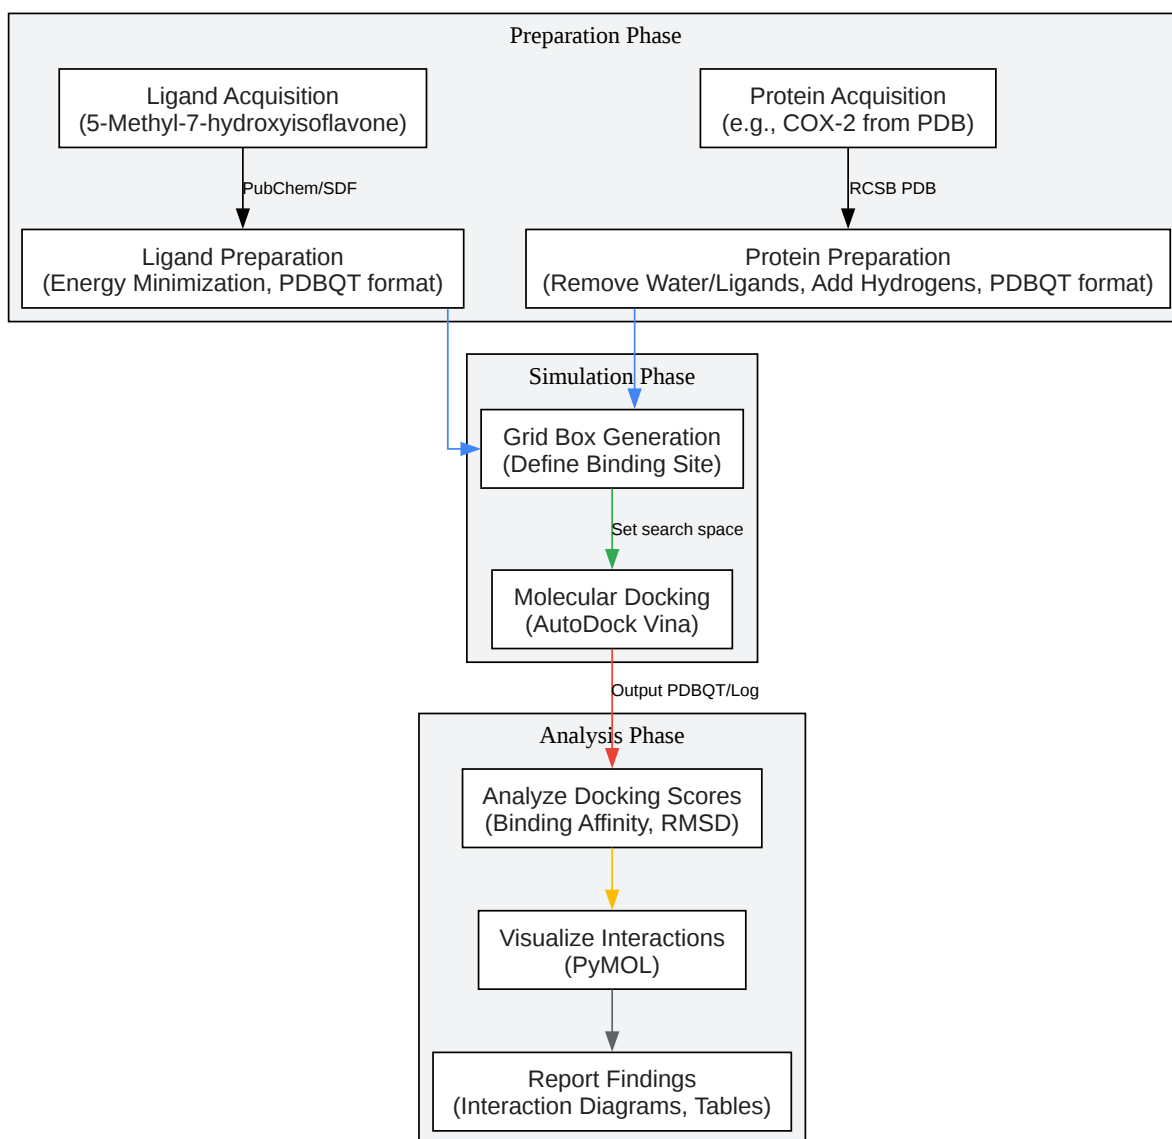 Preparation Phase
Ligand Acquisition
(5-Methyl-7-hydroxyisoflavone)
Protein Acquisition
(e.g., COX-2 from PDB)
PubChem/SDF
RCSB PDB
Ligand Preparation
(Energy Minimization, PDBQT format)
Protein Preparation
(Remove Water/Ligands, Add Hydrogens, PDBQT format)
Simulation Phase
Grid Box Generation
(Define Binding Site)
Set search space
Molecular Docking
(AutoDock Vina)
Output PDBQT/Log
Analysis Phase
Analyze Docking Scores
(Binding Affinity, RMSD)
Visualize Interactions
(PyMOL)
Report Findings
(Interaction Diagrams, Tables)